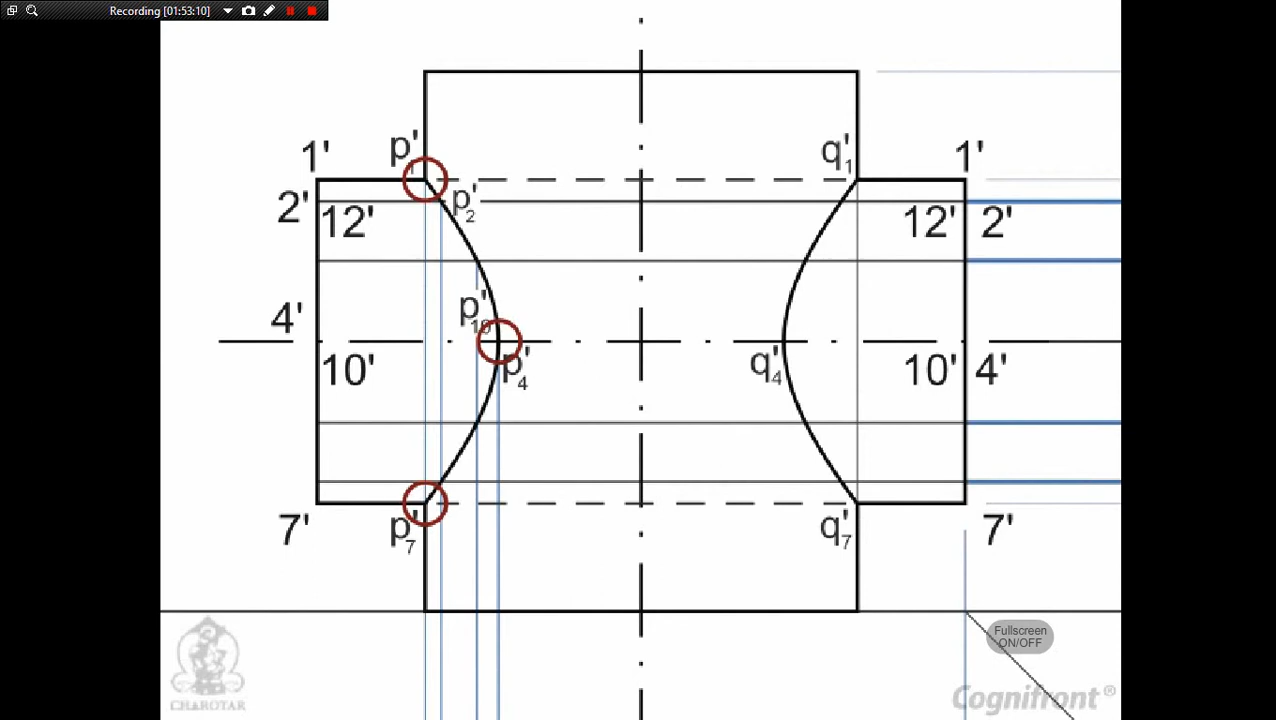 Recording [01:53:10]
p'1 q'1
1' 1'
p'2
2' 12' 12' 2'
p'10
4'
10' p'4 q'4 10' 4'
7' p'7 q'7 7'
Fullscreen
ON/OFF
CHAROTAR
Cognifront®